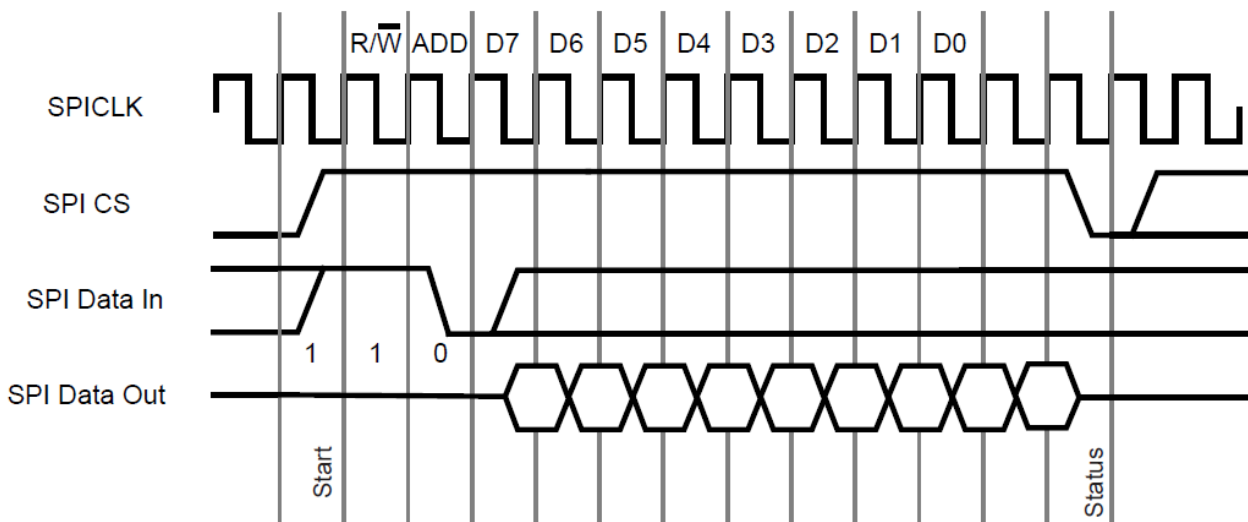 R/W̅ ADD D7 D6 D5 D4 D3 D2 D1 D0
SPICLK
SPI CS
SPI Data In
1 1 0
SPI Data Out
Start
Status